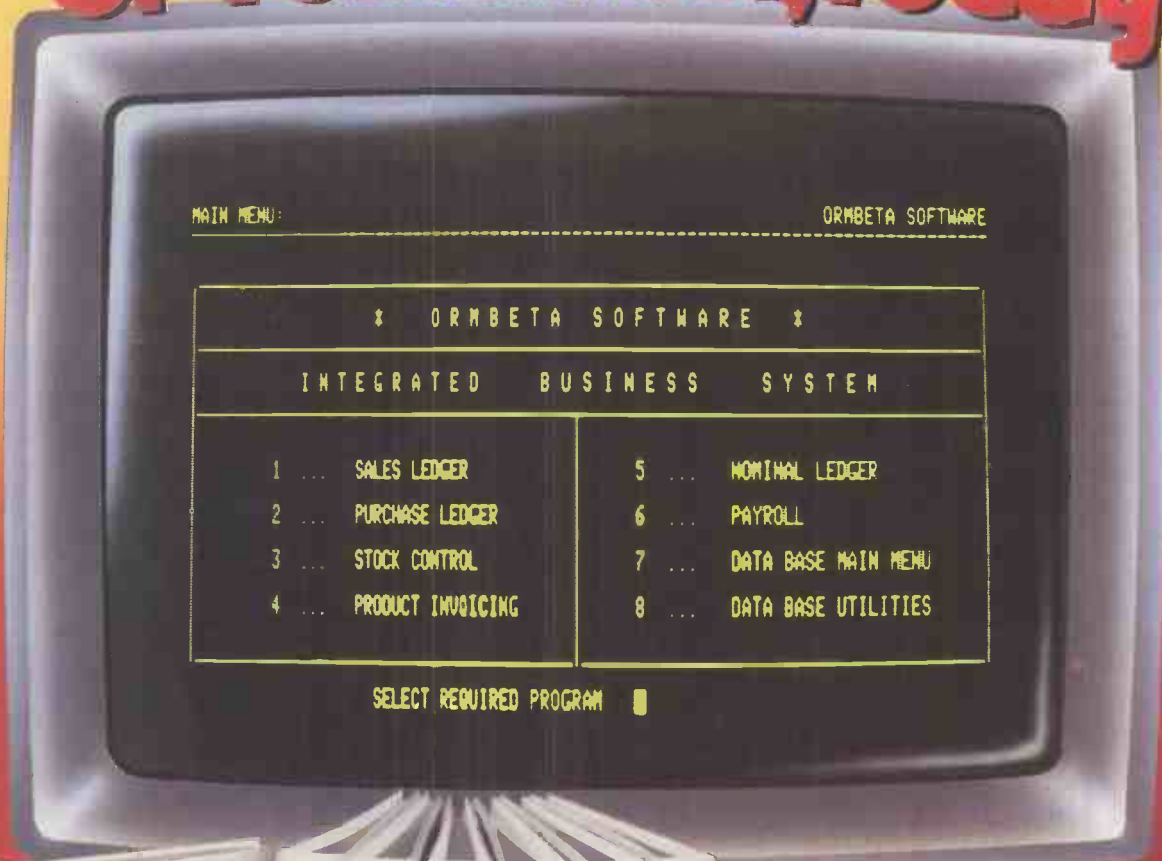 MAIN MENU: ORMBETA SOFTWARE
* ORMBETA SOFTWARE *
INTEGRATED BUSINESS SYSTEM
1 ... SALES LEDGER 5 ... NOMINAL LEDGER
2 ... PURCHASE LEDGER 6 ... PAYROLL
3 ... STOCK CONTROL 7 ... DATA BASE MAIN MENU
4 ... PRODUCT INVOICING 8 ... DATA BASE UTILITIES
SELECT REQUIRED PROGRAM